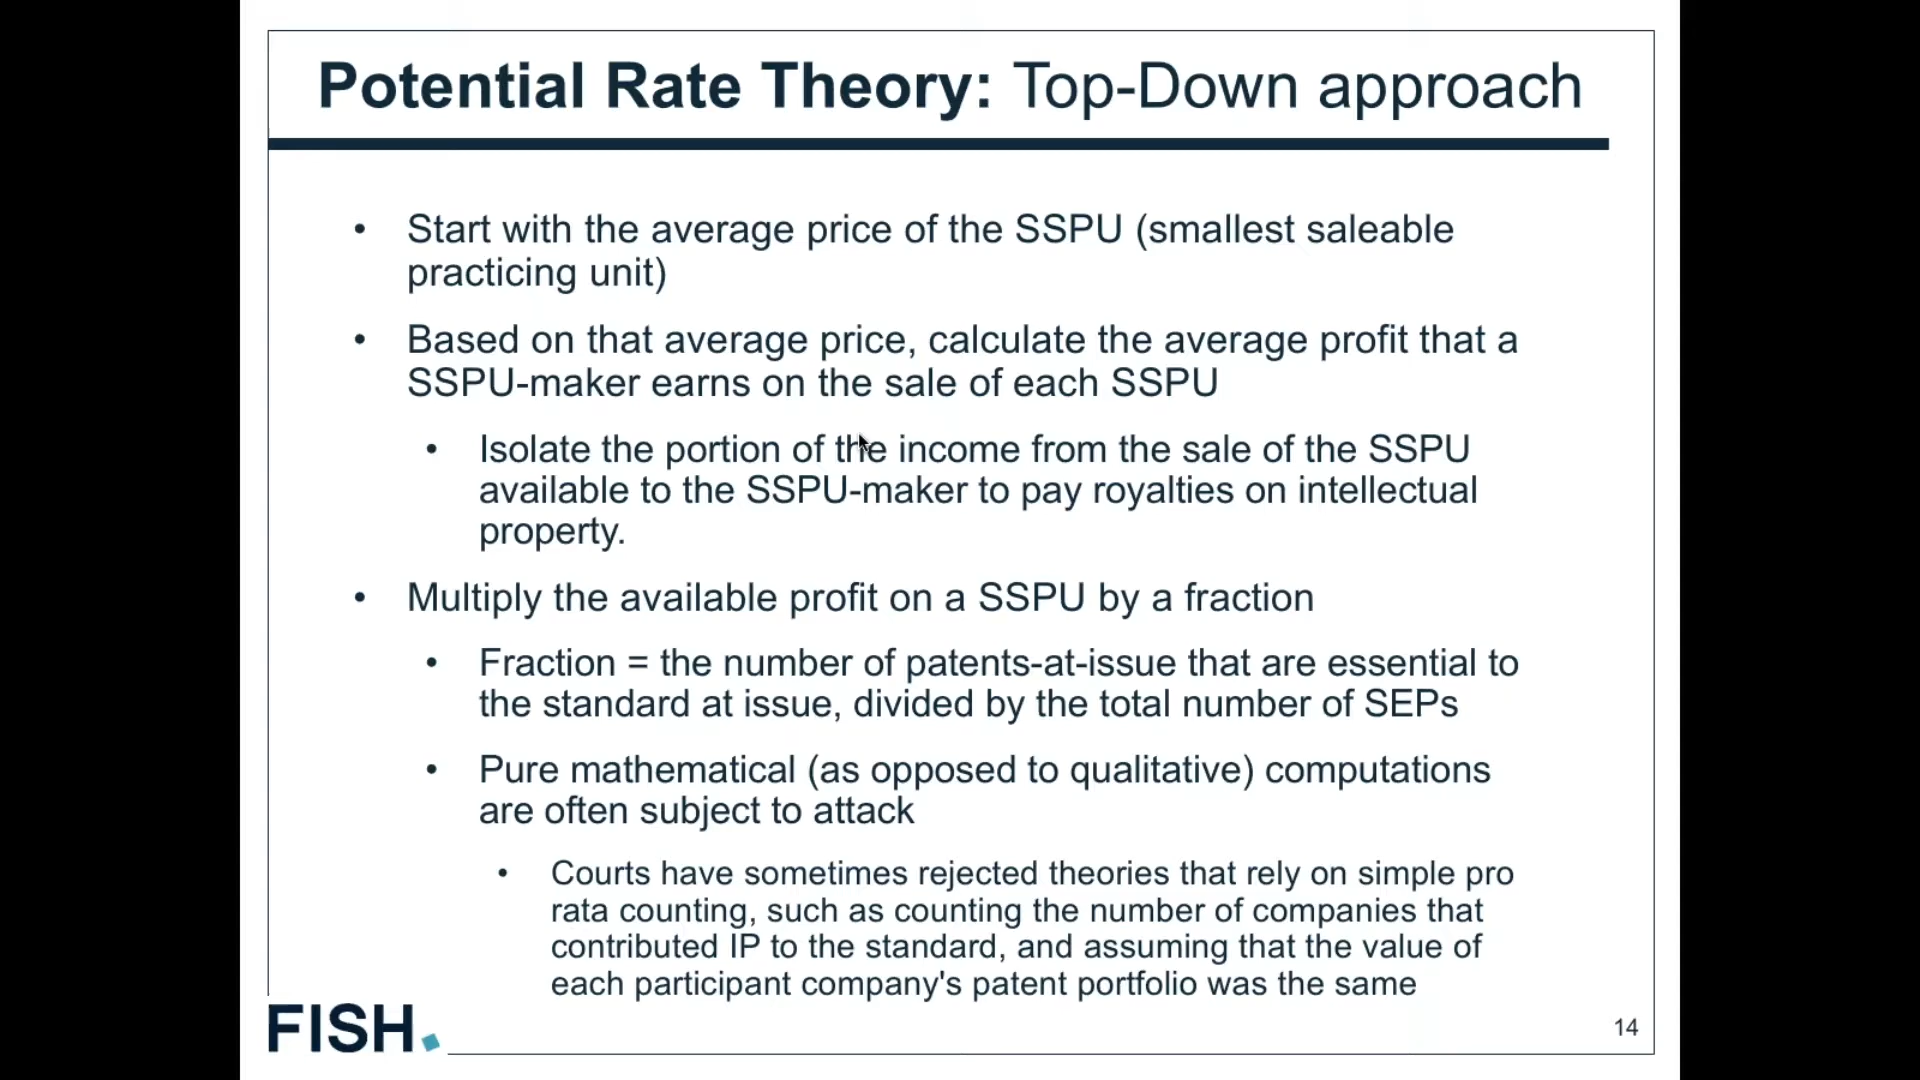 Potential Rate Theory: Top-Down approach
• Start with the average price of the SSPU (smallest saleable
practicing unit)
• Based on that average price, calculate the average profit that a
SSPU-maker earns on the sale of each SSPU
• Isolate the portion of the income from the sale of the SSPU
available to the SSPU-maker to pay royalties on intellectual
property.
• Multiply the available profit on a SSPU by a fraction
• Fraction = the number of patents-at-issue that are essential to
the standard at issue, divided by the total number of SEPs
• Pure mathematical (as opposed to qualitative) computations
are often subject to attack
• Courts have sometimes rejected theories that rely on simple pro
rata counting, such as counting the number of companies that
contributed IP to the standard, and assuming that the value of
each participant company's patent portfolio was the same
FISH.
14